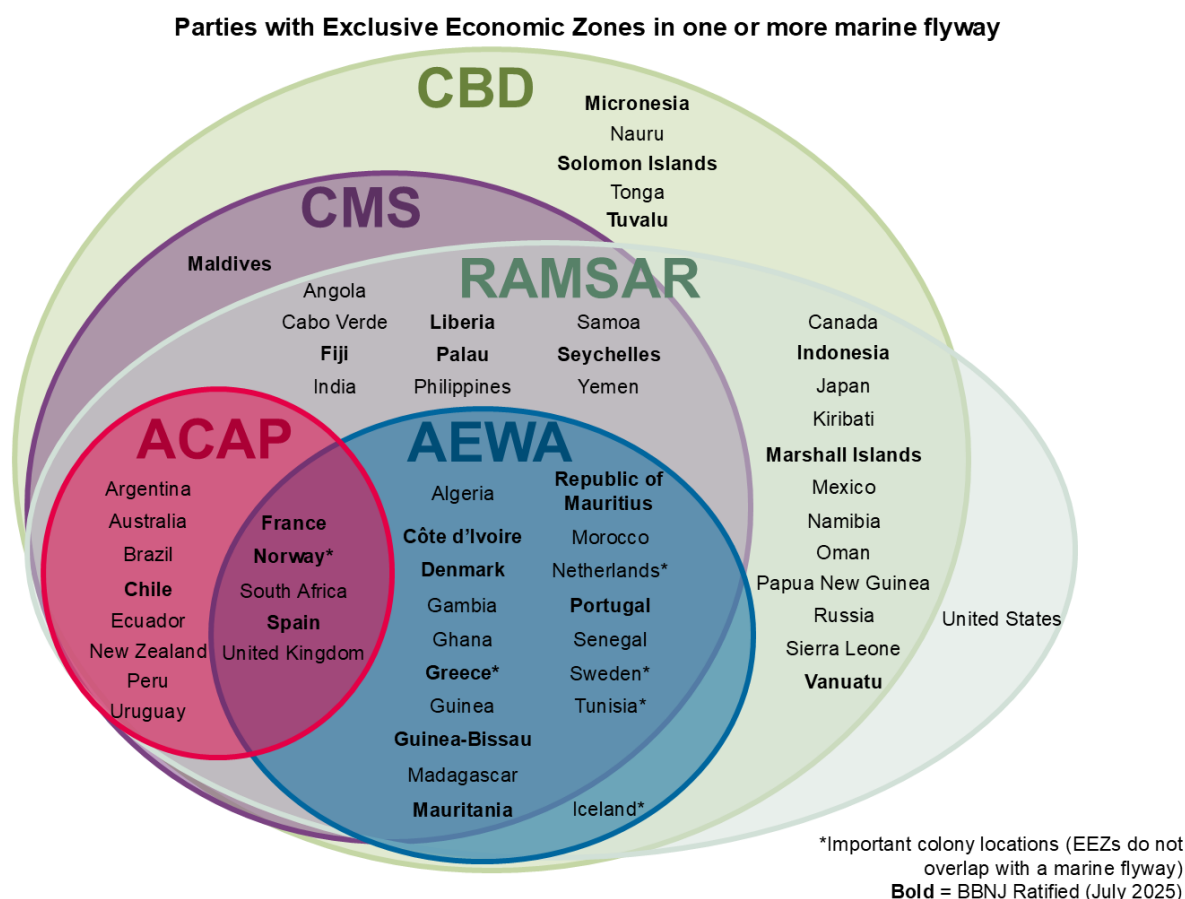 Parties with Exclusive Economic Zones in one or more marine flyway
CBD
Micronesia
Nauru
Solomon Islands
Tonga
Tuvalu
CMS
Maldives
RAMSAR
Angola
Cabo Verde
Fiji
India
Liberia
Palau
Philippines
Samoa
Seychelles
Yemen
Canada
Indonesia
Japan
Kiribati
Marshall Islands
Mexico
Namibia
Oman
Papua New Guinea
Russia
Sierra Leone
Vanuatu
United States
ACAP
Argentina
Australia
Brazil
Chile
Ecuador
New Zealand
Peru
Uruguay
France
Norway*
South Africa
Spain
United Kingdom
AEWA
Algeria
Côte d’Ivoire
Denmark
Gambia
Ghana
Greece*
Guinea
Guinea-Bissau
Madagascar
Mauritania
Republic of
Mauritius
Morocco
Netherlands*
Portugal
Senegal
Sweden*
Tunisia*
Iceland*
*Important colony locations (EEZs do not
overlap with a marine flyway)
Bold = BBNJ Ratified (July 2025)